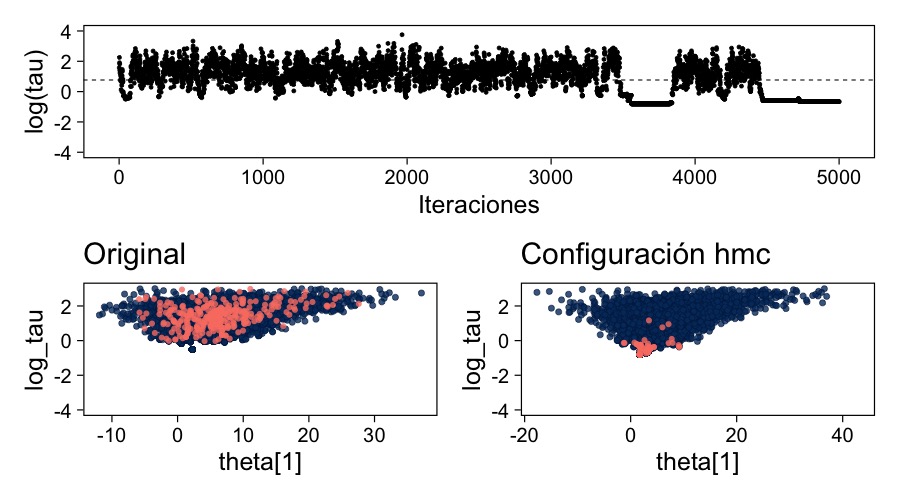 log(tau)
4
2
0
-2
-4
0 1000 2000 3000 4000 5000
Iteraciones
Original
log_tau
2
0
-2
-4
-10 0 10 20 30
theta[1]
Configuración hmc
log_tau
2
0
-2
-4
-20 0 20 40
theta[1]